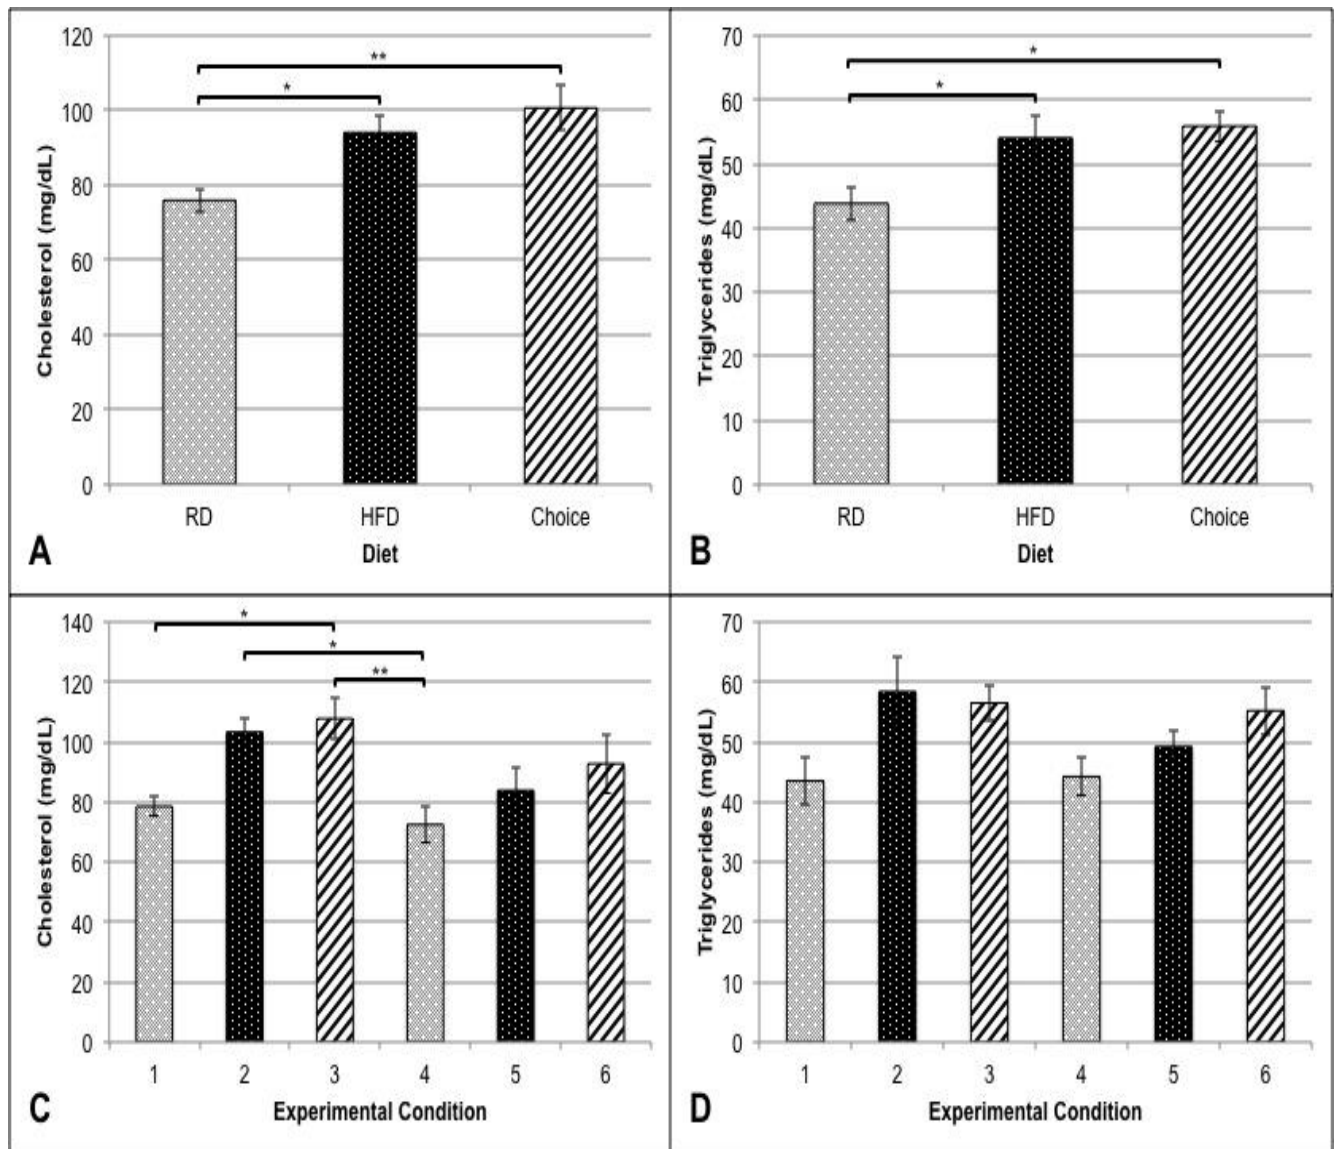 120
100
80
60
40
20
0
Cholesterol (mg/dL)
*
**
RD HFD Choice
Diet
A
70
60
50
40
30
20
10
0
Triglycerides (mg/dL)
*
*
RD HFD Choice
Diet
B
140
120
100
80
60
40
20
0
Cholesterol (mg/dL)
*
*
**
1 2 3 4 5 6
Experimental Condition
C
70
60
50
40
30
20
10
0
Triglycerides (mg/dL)
1 2 3 4 5 6
Experimental Condition
D